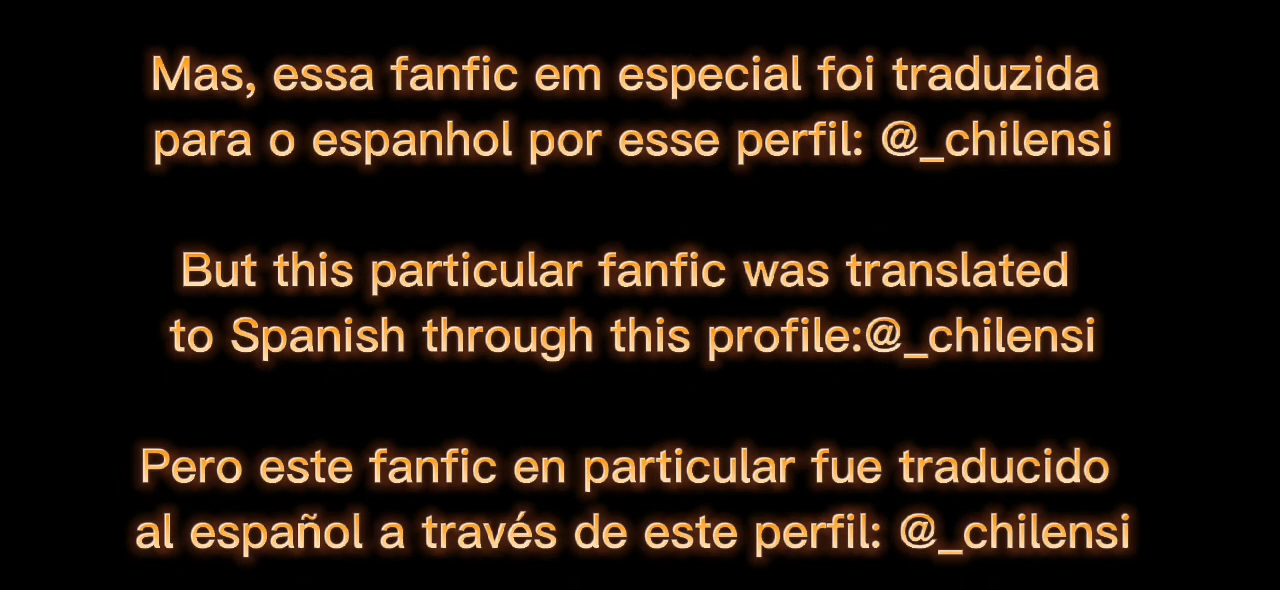 Mas, essa fanfic em especial foi traduzida
para o espanhol por esse perfil: @_chilensi
But this particular fanfic was translated
to Spanish through this profile:@_chilensi
Pero este fanfic en particular fue traducido
al español a través de este perfil: @_chilensi